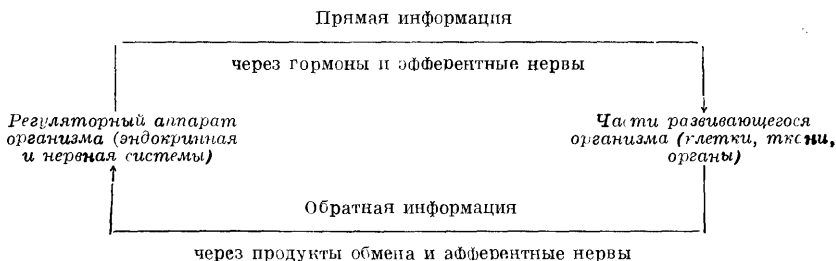 Прямая информация
через гормоны и эфферентные нервы
Регуляторный аппарат
организма (эндокринная
и нервная системы)
Части развивающегося
организма (клетки, ткани,
органы)
Обратная информация
через продукты обмена и афферентные нервы